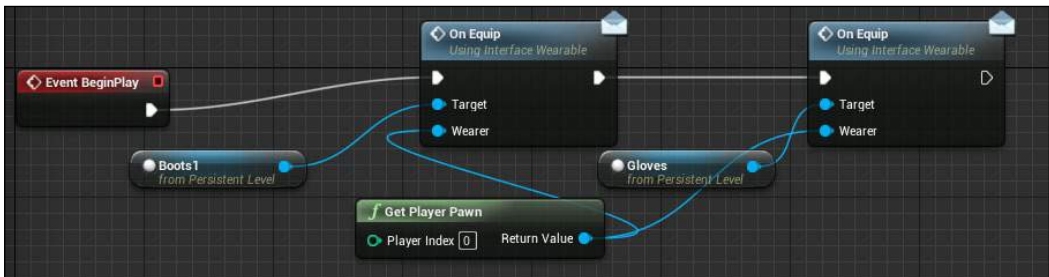 On Equip
Using Interface Wearable
On Equip
Using Interface Wearable
Event BeginPlay
Target
Wearer
Target
Wearer
Boots1
from Persistent Level
Gloves
from Persistent Level
f Get Player Pawn
Player Index 0 Return Value